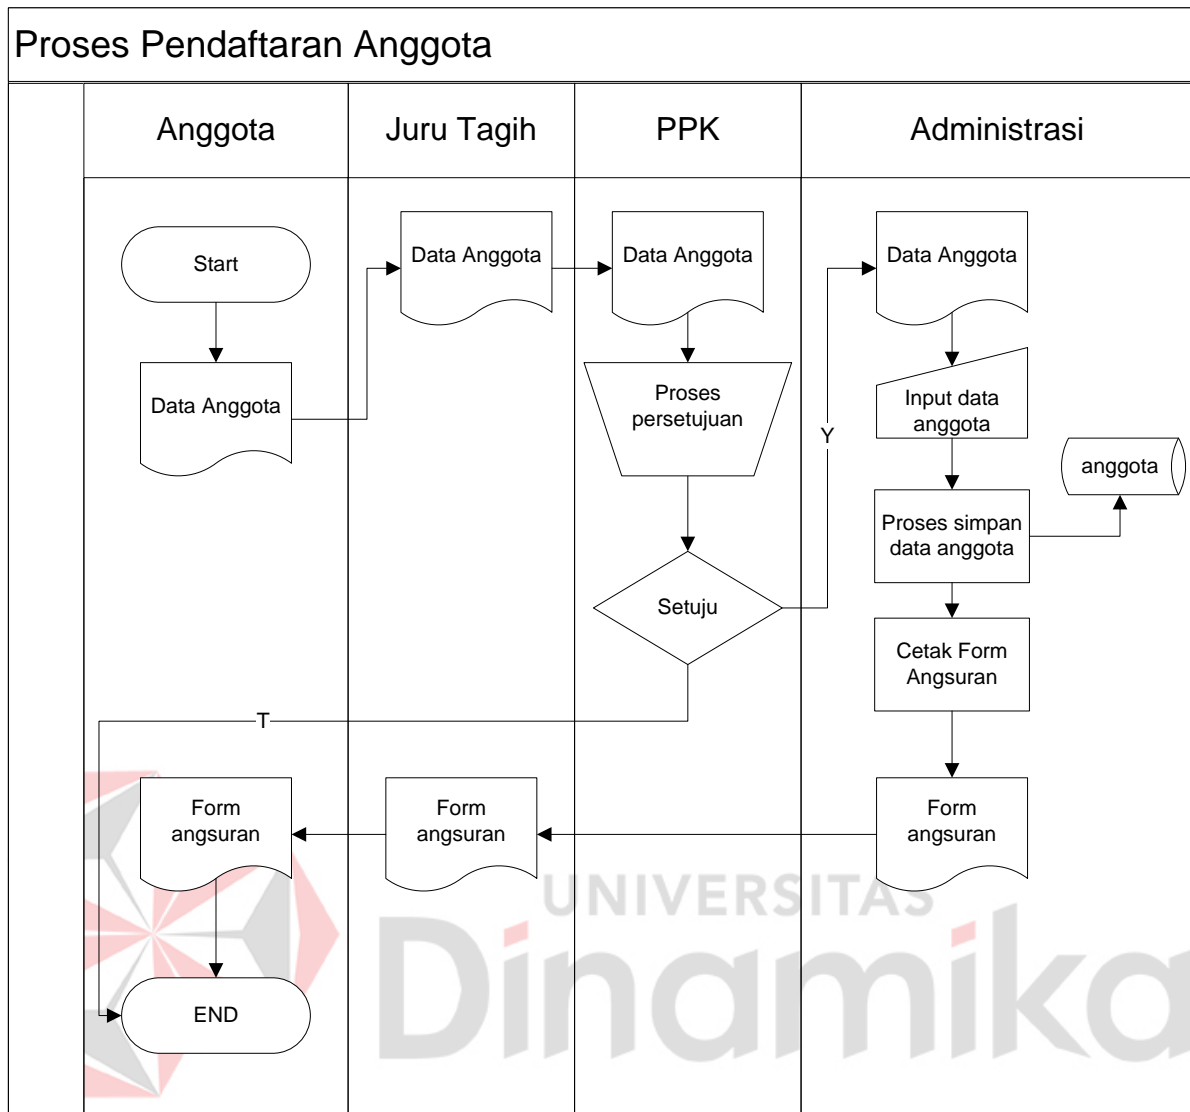 Proses Pendaftaran Anggota
Anggota
Juru Tagih
PPK
Administrasi
Start
Data Anggota
Data Anggota
Data Anggota
Data Anggota
Proses
persetujuan
Setuju
Y
T
Input data
anggota
anggota
Proses simpan
data anggota
Cetak Form
Angsuran
Form
angsuran
Form
angsuran
Form
angsuran
END
UNIVERSITAS
Dinamika